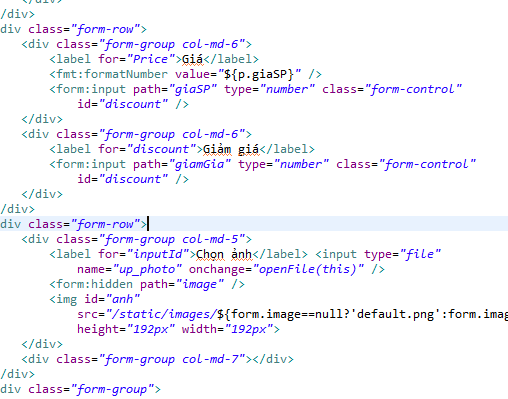 </div>
/div>
div class="form-row">
<div class="form-group col-md-6">
<label for="Price">Giá</label>
<fmt:formatNumber value="${p.giaSP}" />
<form:input path="giaSP" type="number" class="form-control"
id="discount" />
</div>
<div class="form-group col-md-6">
<label for="discount">Giảm giá</label>
<form:input path="giamGia" type="number" class="form-control"
id="discount" />
</div>
/div>
div class="form-row">
<div class="form-group col-md-5">
<label for="inputId">Chọn ảnh</label> <input type="file"
name="up_photo" onchange="openFile(this)" />
<form:hidden path="image" />
<img id="anh"
src="/static/images/${form.image==null?'default.png':form.imag
height="192px" width="192px">
</div>
<div class="form-group col-md-7"></div>
/div>
div class="form-group">